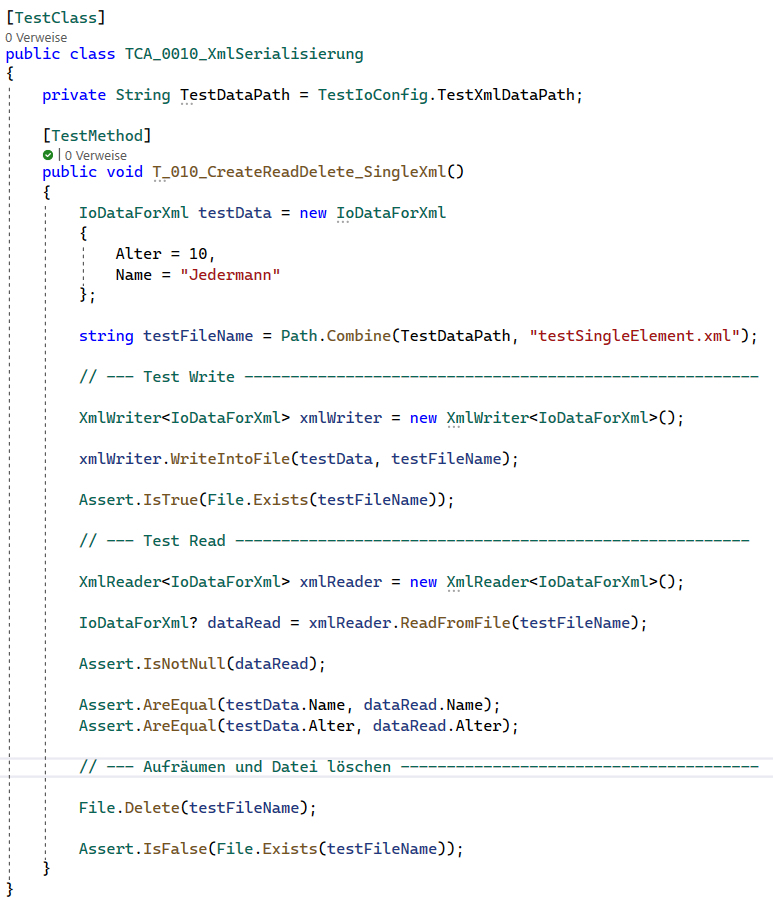 [TestClass]
0 Verweise
public class TCA_0010_XmlSerialisierung
{
    private String TestDataPath = TestIoConfig.TestXmlDataPath;

    [TestMethod]
    | 0 Verweise
    public void T_010_CreateReadDelete_SingleXml()
    {
        IoDataForXml testData = new IoDataForXml
        {
            Alter = 10,
            Name = "Jedermann"
        };

        string testFileName = Path.Combine(TestDataPath, "testSingleElement.xml");

        // --- Test Write --------------------------------------------------------

        XmlWriter<IoDataForXml> xmlWriter = new XmlWriter<IoDataForXml>();

        xmlWriter.WriteIntoFile(testData, testFileName);

        Assert.IsTrue(File.Exists(testFileName));

        // --- Test Read --------------------------------------------------------

        XmlReader<IoDataForXml> xmlReader = new XmlReader<IoDataForXml>();

        IoDataForXml? dataRead = xmlReader.ReadFromFile(testFileName);

        Assert.IsNotNull(dataRead);

        Assert.AreEqual(testData.Name, dataRead.Name);
        Assert.AreEqual(testData.Alter, dataRead.Alter);

        // --- Aufräumen und Datei löschen ---------------------------------------

        File.Delete(testFileName);

        Assert.IsFalse(File.Exists(testFileName));
    }
}